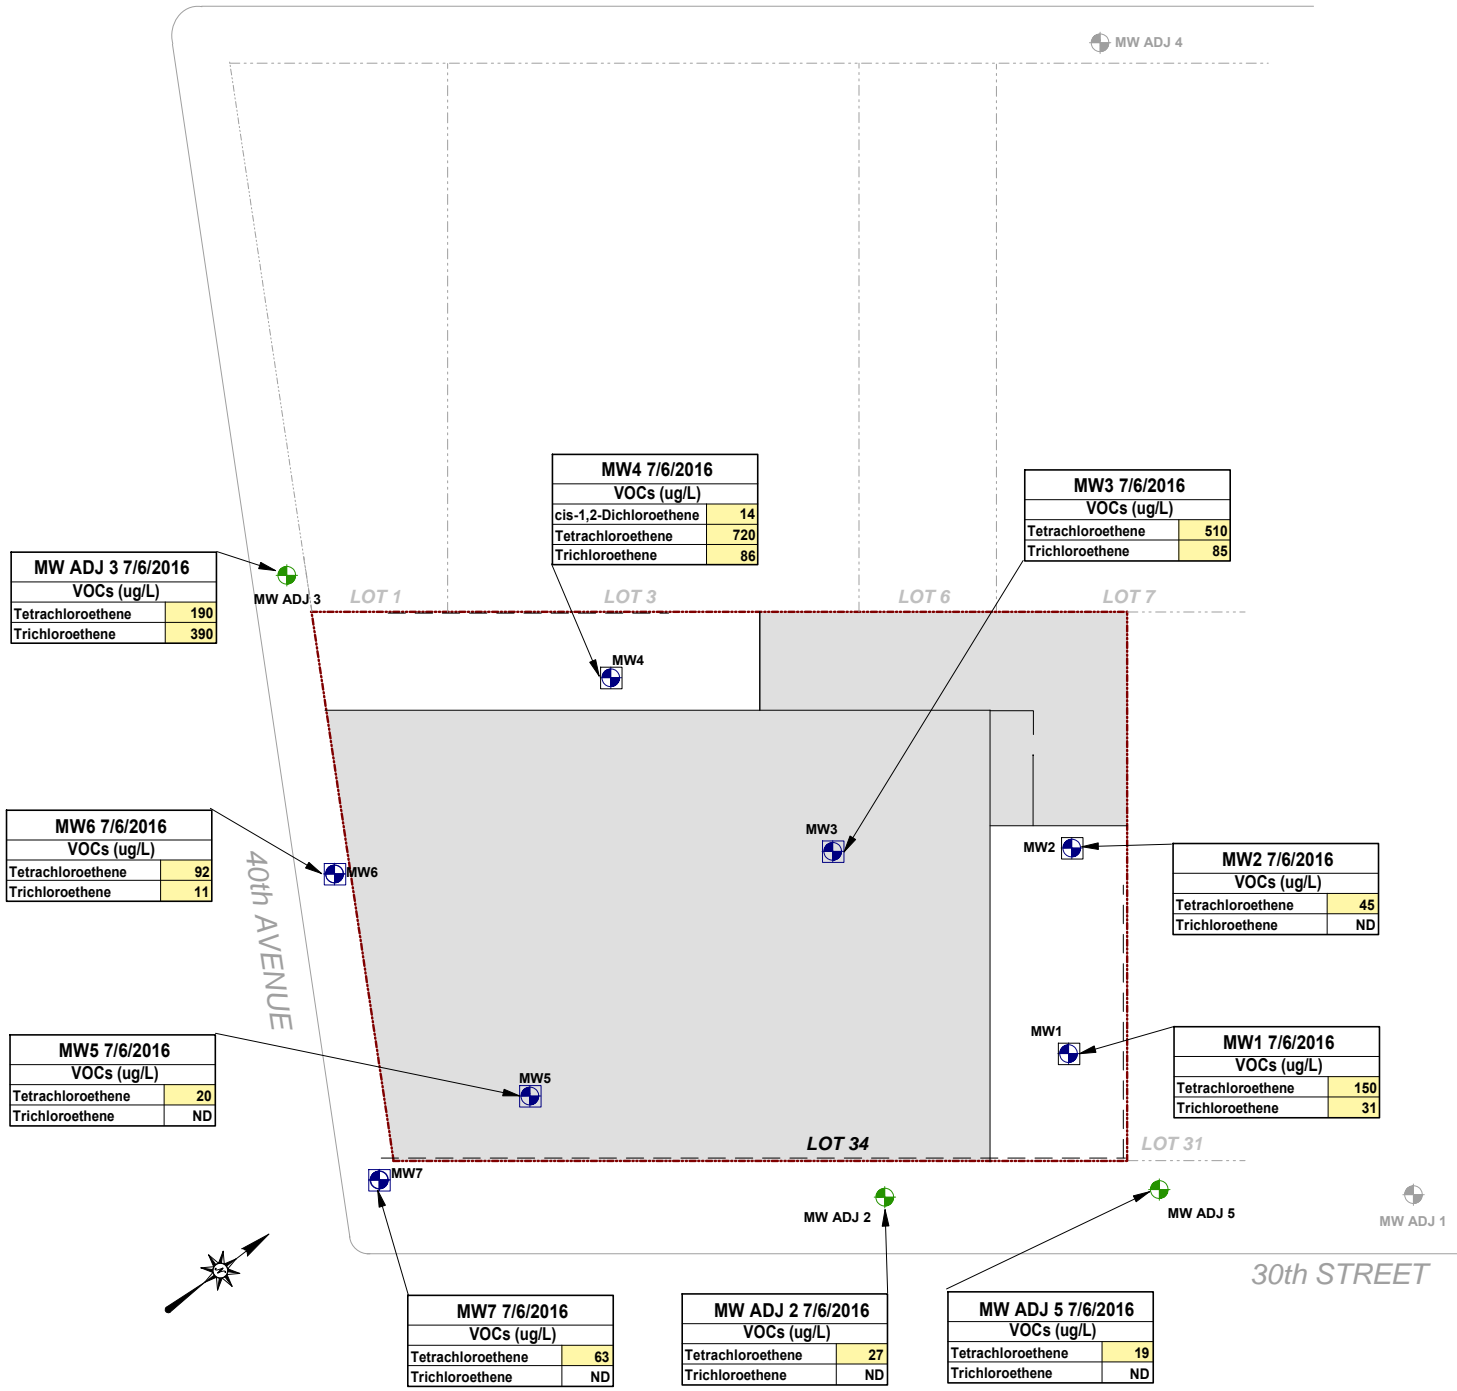 MW ADJ 4
MW4 7/6/2016
VOCs (ug/L)
cis-1,2-Dichloroethene 14
Tetrachloroethene 720
Trichloroethene 86
MW3 7/6/2016
VOCs (ug/L)
Tetrachloroethene 510
Trichloroethene 85
MW ADJ 3 7/6/2016
VOCs (ug/L)
Tetrachloroethene 190
Trichloroethene 390
MW ADJ 3
LOT 1
LOT 3
LOT 6
LOT 7
MW4
MW6 7/6/2016
VOCs (ug/L)
Tetrachloroethene 92
Trichloroethene 11
MW6
MW3
MW2
MW2 7/6/2016
VOCs (ug/L)
Tetrachloroethene 45
Trichloroethene ND
40th AVENUE
MW5 7/6/2016
VOCs (ug/L)
Tetrachloroethene 20
Trichloroethene ND
MW5
MW1
MW1 7/6/2016
VOCs (ug/L)
Tetrachloroethene 150
Trichloroethene 31
LOT 34
LOT 31
MW7
MW ADJ 2
MW ADJ 5
MW ADJ 1
30th STREET
N
MW7 7/6/2016
VOCs (ug/L)
Tetrachloroethene 63
Trichloroethene ND
MW ADJ 2 7/6/2016
VOCs (ug/L)
Tetrachloroethene 27
Trichloroethene ND
MW ADJ 5 7/6/2016
VOCs (ug/L)
Tetrachloroethene 19
Trichloroethene ND